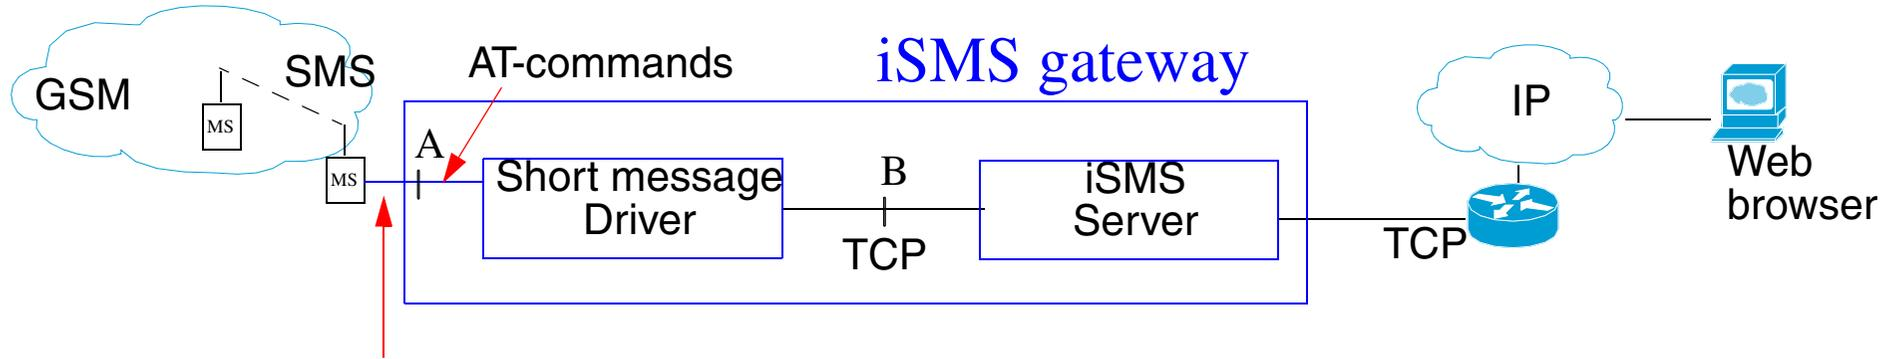 iSMS gateway
AT-commands
GSM
SMS
MS
MS
A
Short message
Driver
B
TCP
iSMS
Server
TCP
IP
Web
browser